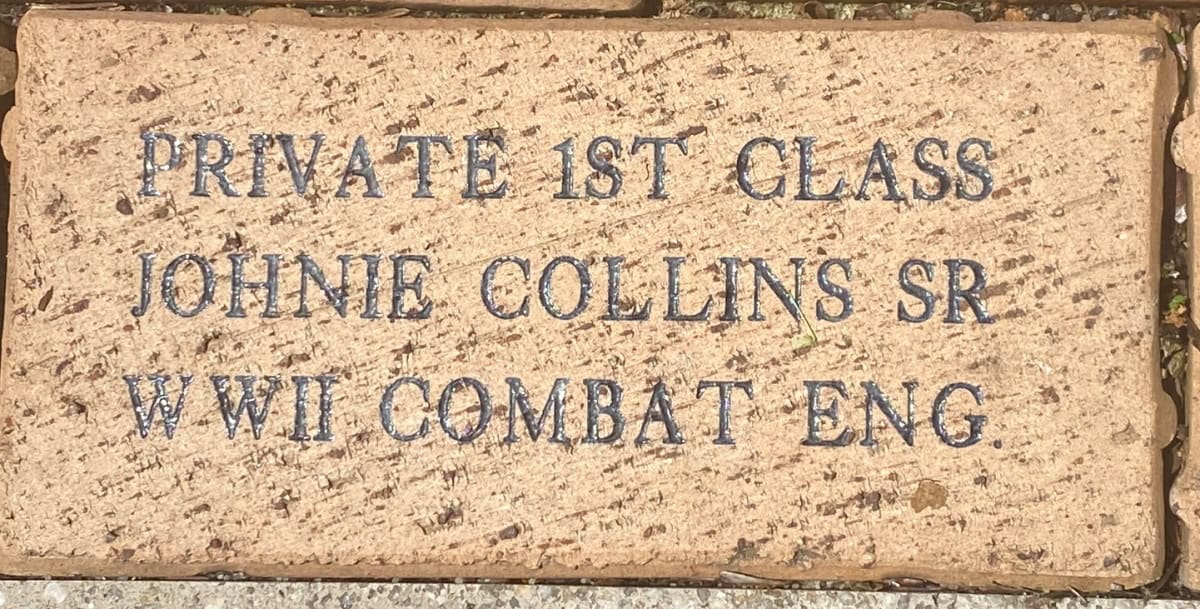 PRIVATE 1ST CLASS
JOHNIE COLLINS SR
WWII COMBAT ENG.